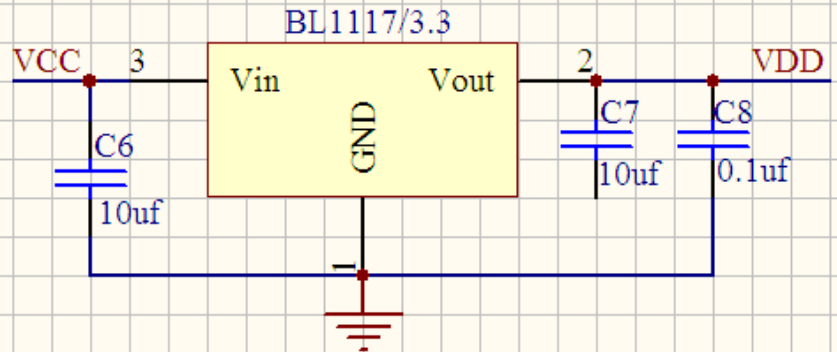 BL1117/3.3
VCC
3
2
VDD
Vin
Vout
GND
C6
10uf
C7
10uf
C8
0.1uf
1